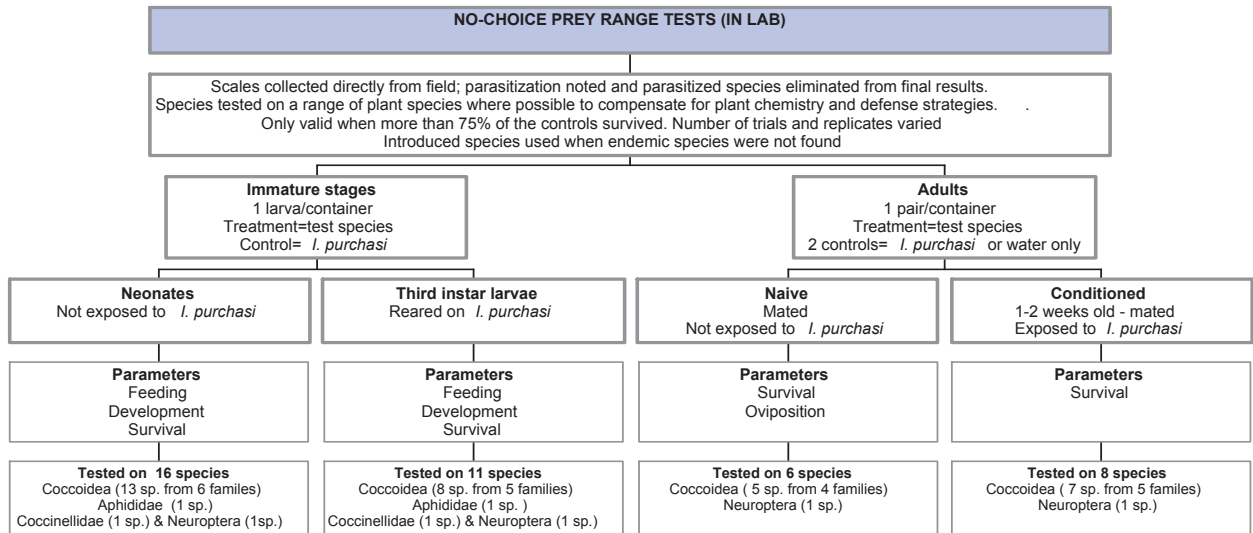 NO-CHOICE PREY RANGE TESTS (IN LAB)
Scales collected directly from field; parasitization noted and parasitized species eliminated from final results.
Species tested on a range of plant species where possible to compensate for plant chemistry and defense strategies. .
Only valid when more than 75% of the controls survived. Number of trials and replicates varied
Introduced species used when endemic species were not found
Immature stages
1 larva/container
Treatment=test species
Control= I. purchasi
Adults
1 pair/container
Treatment=test species
2 controls= I. purchasi or water only
Neonates
Not exposed to I. purchasi
Third instar larvae
Reared on I. purchasi
Naive
Mated
Not exposed to I. purchasi
Conditioned
1-2 weeks old - mated
Exposed to I. purchasi
Parameters
Feeding
Development
Survival
Parameters
Feeding
Development
Survival
Parameters
Survival
Oviposition
Parameters
Survival
Tested on 16 species
Coccoidea (13 sp. from 6 familes)
Aphididae (1 sp.)
Coccinellidae (1 sp.) & Neuroptera (1sp.)
Tested on 11 species
Coccoidea (8 sp. from 5 families)
Aphididae (1 sp. )
Coccinellidae (1 sp.) & Neuroptera (1 sp.)
Tested on 6 species
Coccoidea ( 5 sp. from 4 families)
Neuroptera (1 sp.)
Tested on 8 species
Coccoidea ( 7 sp. from 5 families)
Neuroptera (1 sp.)